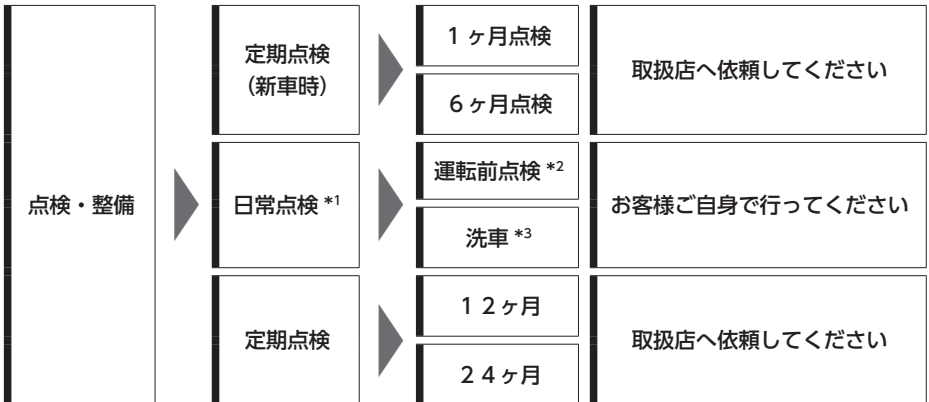 点検・整備
定期点検
(新車時)
1ヶ月点検
6ヶ月点検
取扱店へ依頼してください
日常点検 *1
運転前点検 *2
洗車 *3
お客様ご自身で行ってください
定期点検
12ヶ月
24ヶ月
取扱店へ依頼してください